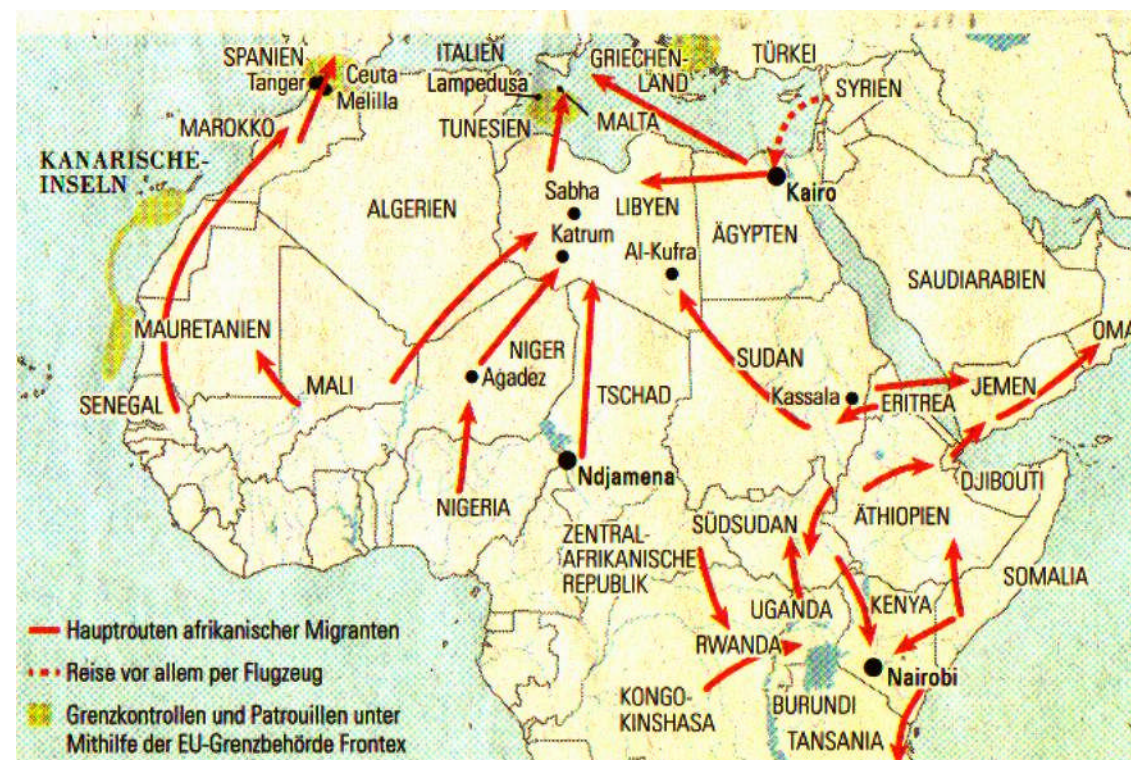 SPANIEN
Tanger
Ceuta
Melilla
ITALIEN
Lampedusa
GRIECHEN-
LAND
TÜRKEI
SYRIEN
MAROKKO
TUNESIEN
MALTA
KANARISCHE-
INSELN
ALGERIEN
Sabha
LIBYEN
Kairo
Katrum
Al-Kufra
ÄGYPTEN
SAUDIARABIEN
MAURETANIEN
OMA
SENEGAL
MALI
NIGER
Agadez
TSCHAD
SUDAN
Kassala
ERITREA
JEMEN
Ndjamena
DJIBOUTI
NIGERIA
SÜDSUDAN
ÄTHIOPIEN
ZENTRAL-
AFRIKANISCHE
REPUBLIK
SOMALIA
UGANDA
KENYA
RWANDA
Nairobi
KONGO-
KINSHASA
BURUNDI
TANSANIA
Hauptrouten afrikanischer Migranten
Reise vor allem per Flugzeug
Grenzkontrollen und Patrouillen unter
Mithilfe der EU-Grenzbehörde Frontex